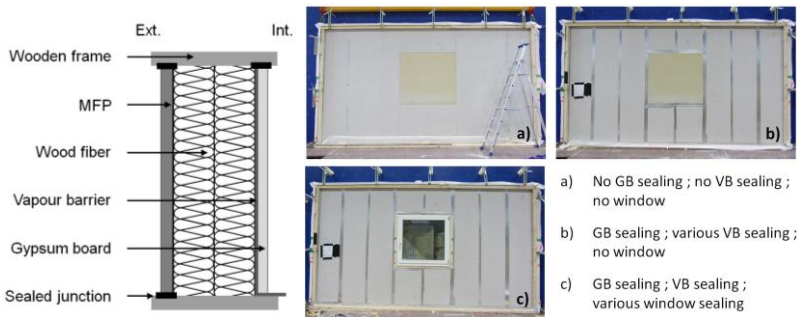 Ext.
Int.
Wooden frame
MFP
Wood fiber
Vapour barrier
Gypsum board
Sealed junction
a)
b)
c)
a) No GB sealing ; no VB sealing ;
no window
b) GB sealing ; various VB sealing ;
no window
c) GB sealing ; VB sealing ;
various window sealing